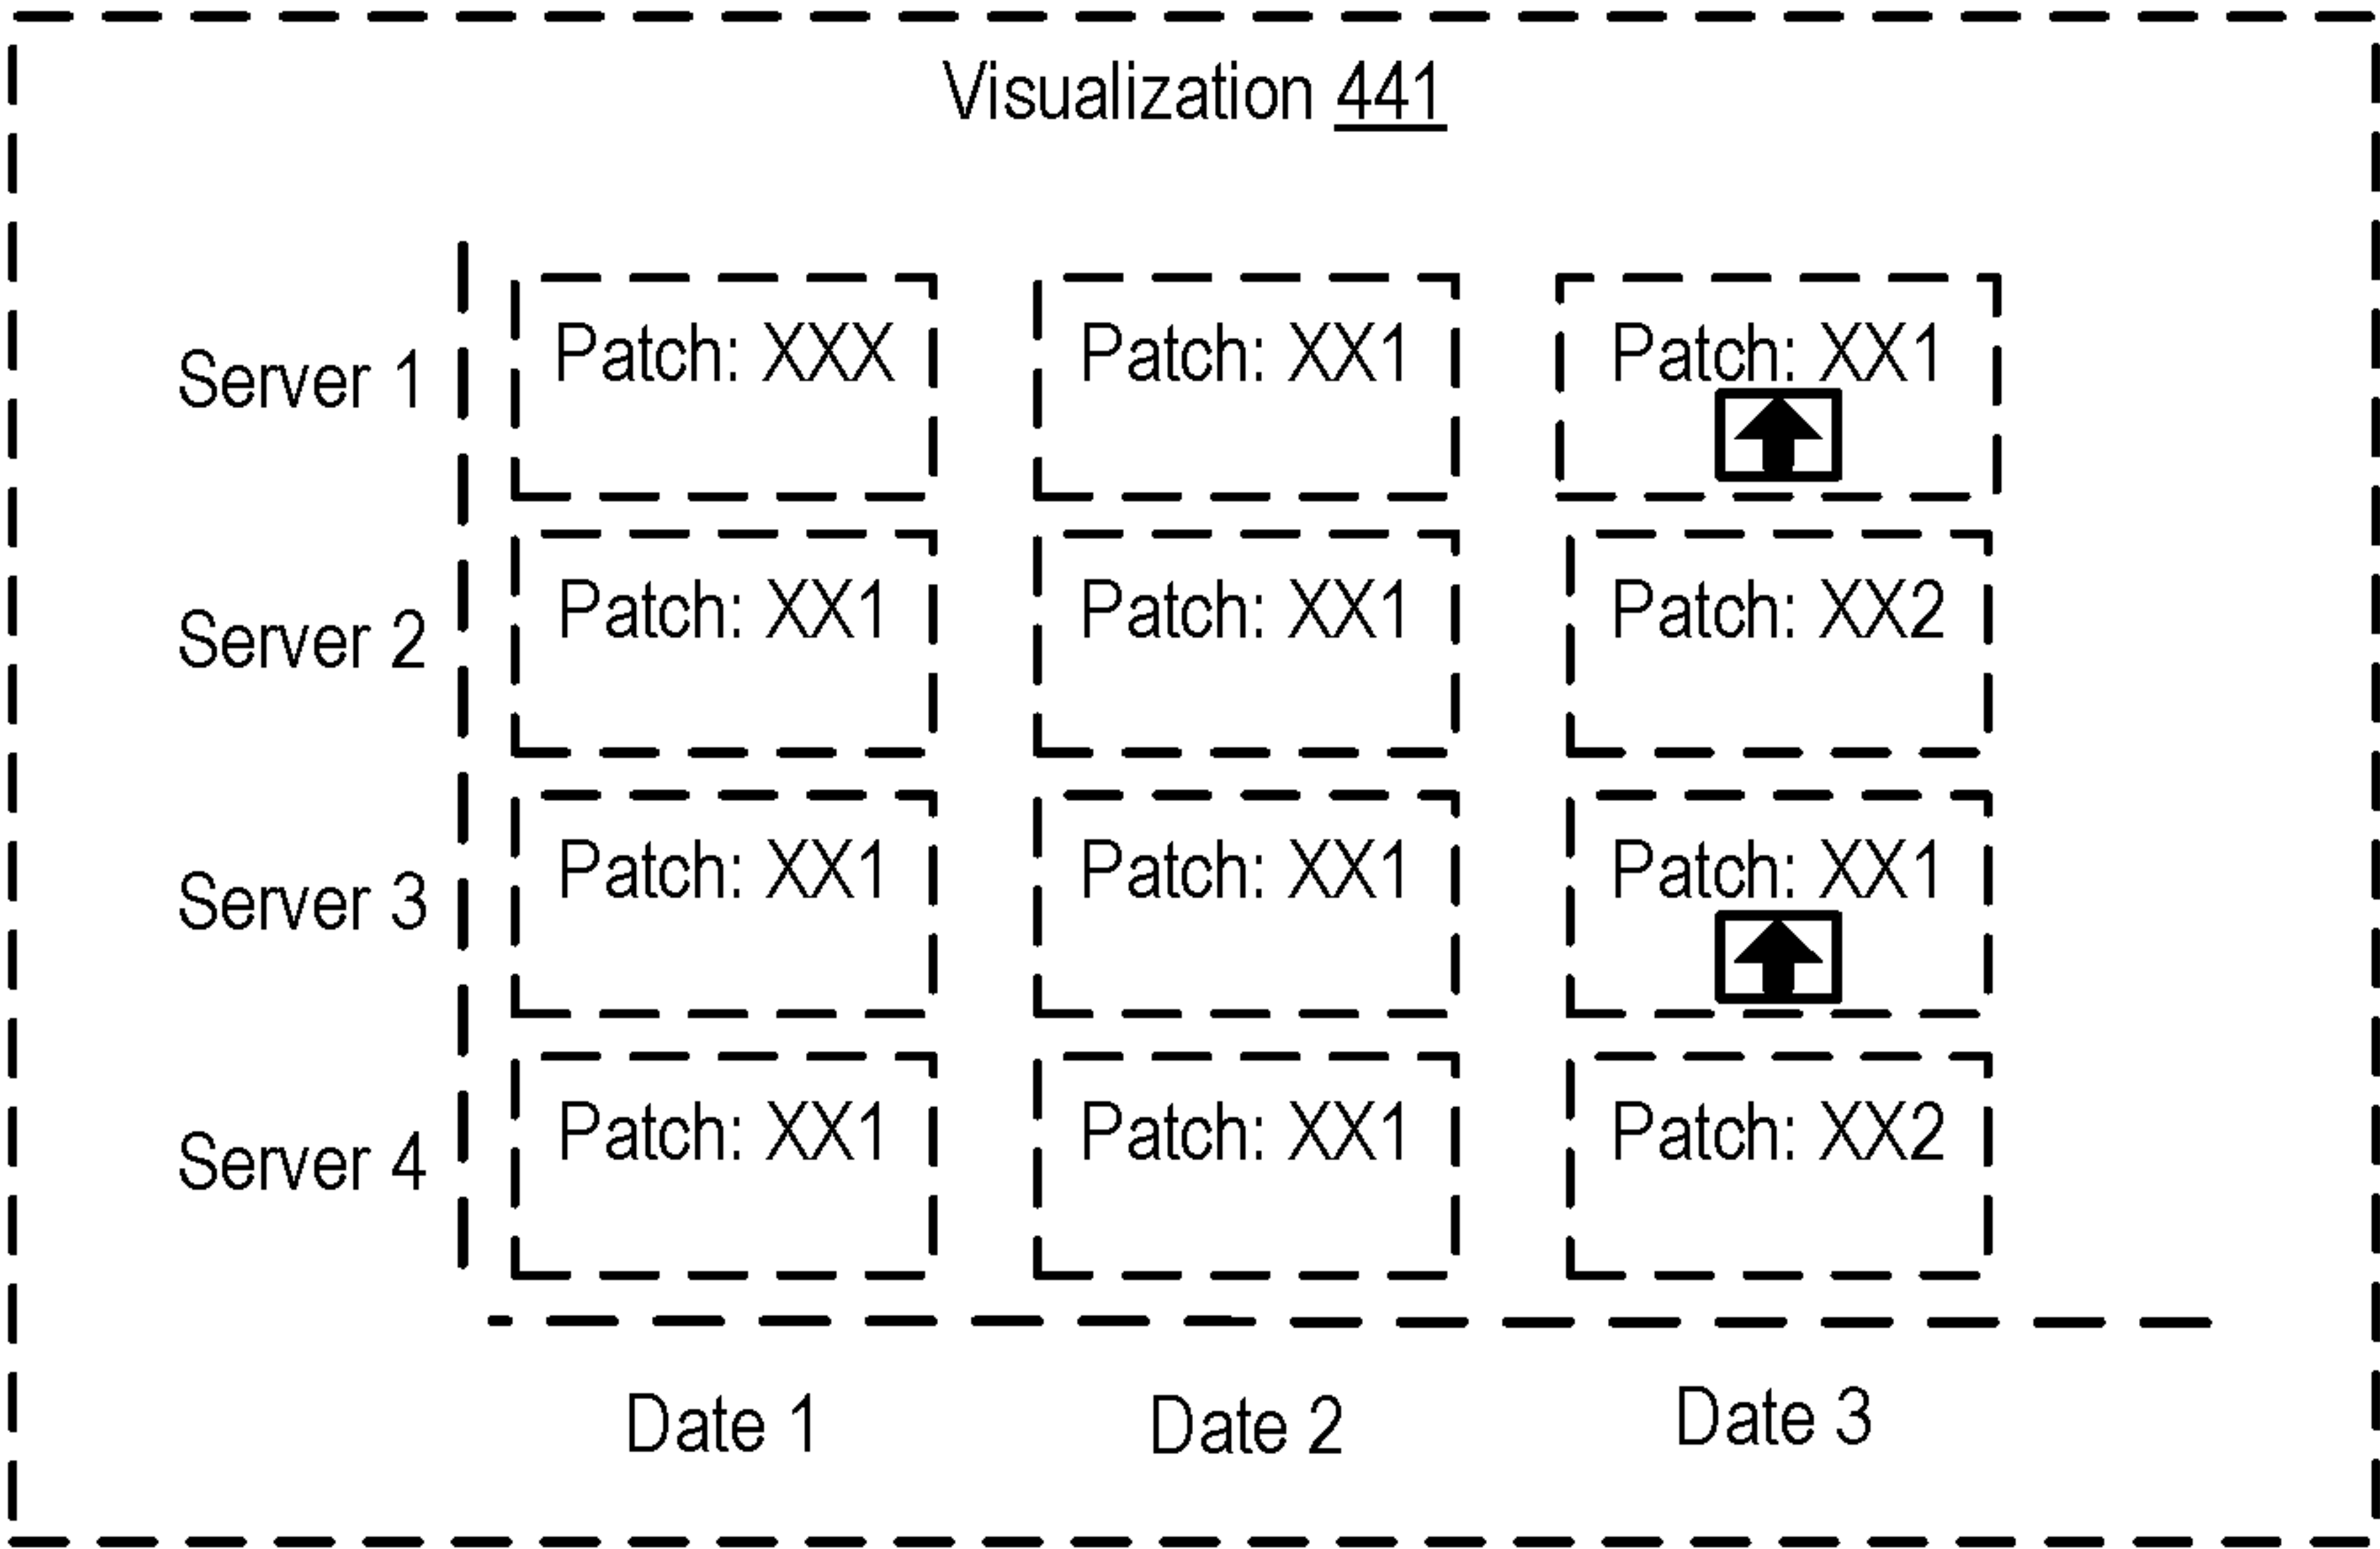 Visualization 441
Server 1 Patch: XXX Patch: XX1 Patch: XX1
Server 2 Patch: XX1 Patch: XX1 Patch: XX2
Server 3 Patch: XX1 Patch: XX1 Patch: XX1
Server 4 Patch: XX1 Patch: XX1 Patch: XX2
Date 1 Date 2 Date 3